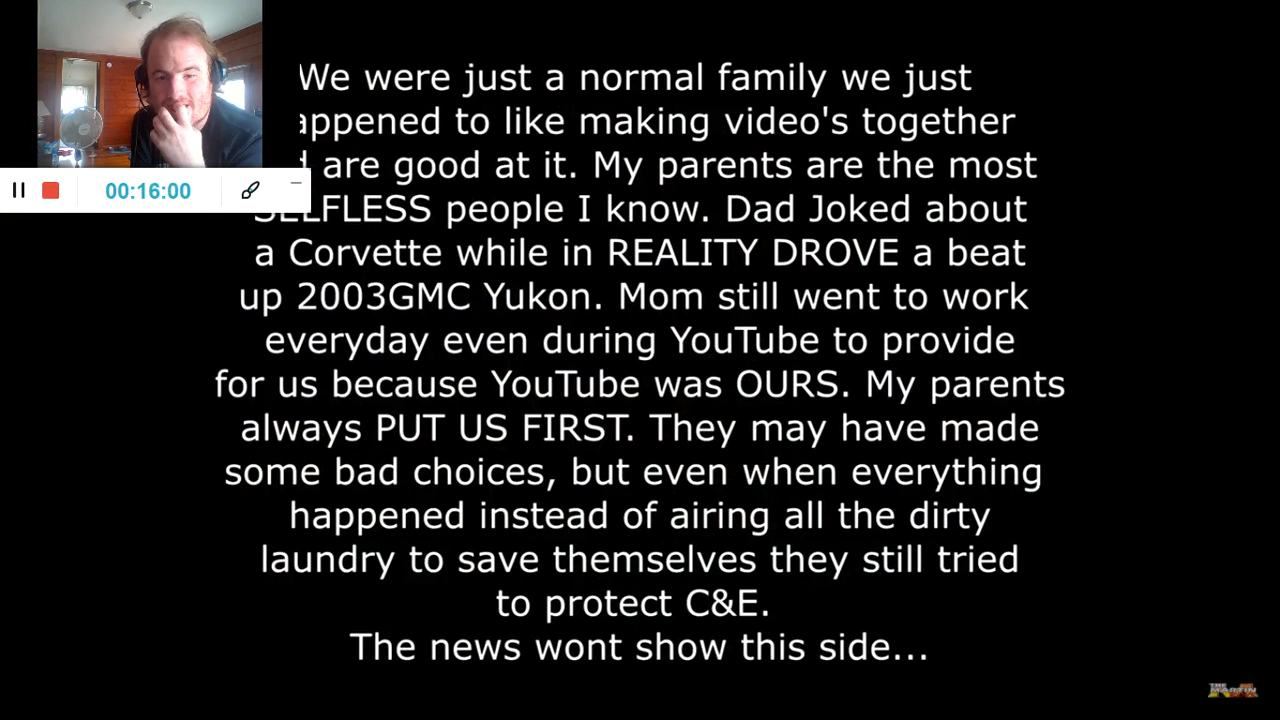 We were just a normal family we just
appened to like making video's together
are good at it. My parents are the most
SELFLESS people I know. Dad Joked about
a Corvette while in REALITY DROVE a beat
up 2003GMC Yukon. Mom still went to work
everyday even during YouTube to provide
for us because YouTube was OURS. My parents
always PUT US FIRST. They may have made
some bad choices, but even when everything
happened instead of airing all the dirty
laundry to save themselves they still tried
to protect C&E.
The news wont show this side...
00:16:00
THE MARTIN